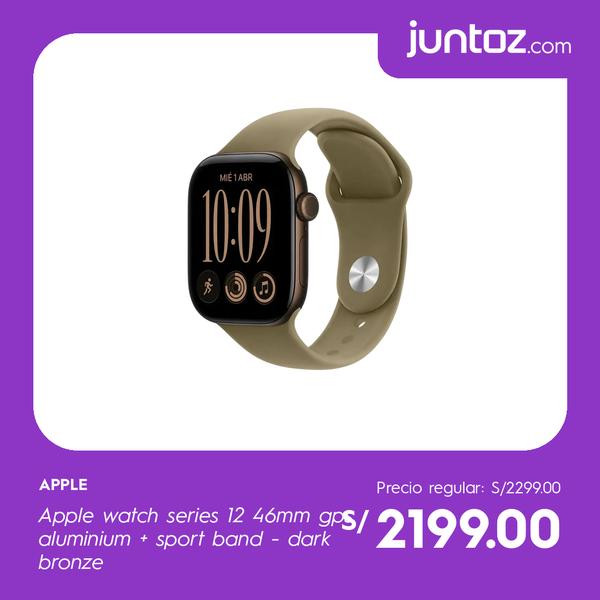 juntoz.com
MIÉ 1 ABR
10:09
APPLE
Apple watch series 12 46mm gps
aluminium + sport band - dark
bronze
Precio regular: S/2299.00
S/ 2199.00